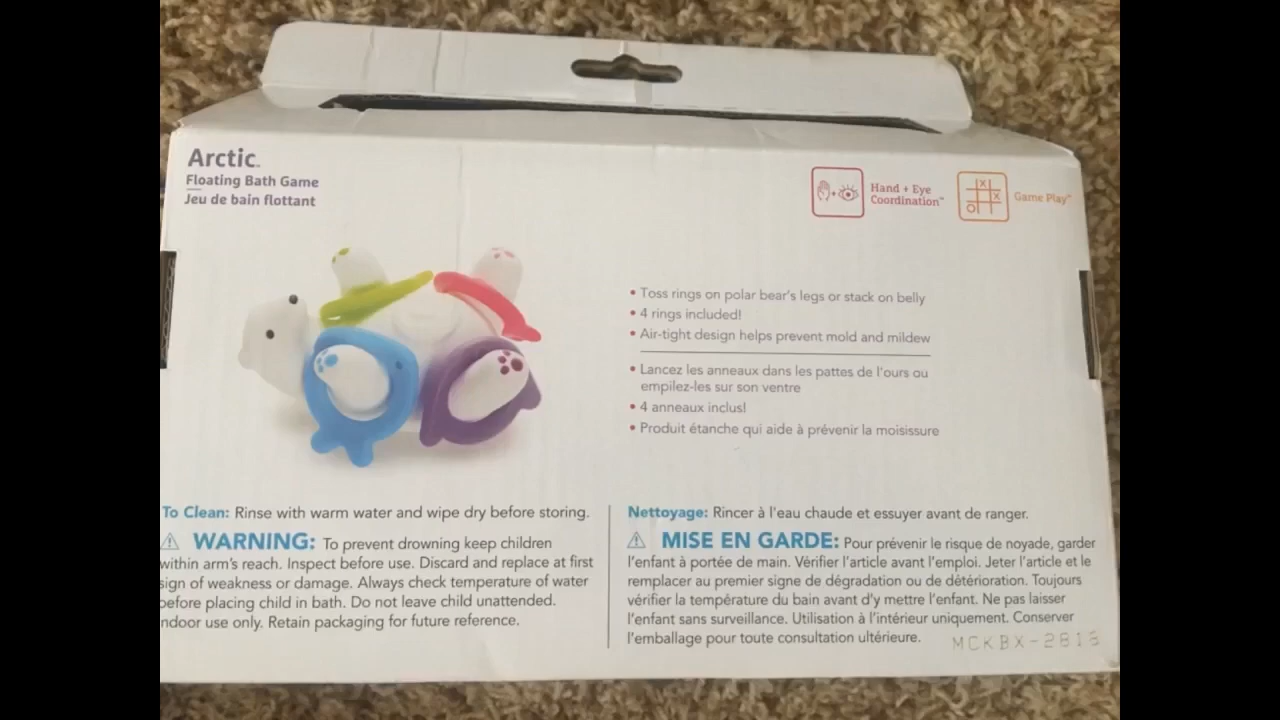 Arctic™
Floating Bath Game
Jeu de bain flottant
Hand + Eye
Coordination™
Game Play™
• Toss rings on polar bear's legs or stack on belly
• 4 rings included!
• Air-tight design helps prevent mold and mildew
• Lancez les anneaux dans les pattes de l'ours ou
empilez-les sur son ventre
• 4 anneaux inclus!
• Produit étanche qui aide à prévenir la moisissure
To Clean: Rinse with warm water and wipe dry before storing.
⚠ WARNING: To prevent drowning keep children
within arm's reach. Inspect before use. Discard and replace at first
sign of weakness or damage. Always check temperature of water
before placing child in bath. Do not leave child unattended.
ndoor use only. Retain packaging for future reference.
Nettoyage: Rincer à l'eau chaude et essuyer avant de ranger.
⚠ MISE EN GARDE: Pour prévenir le risque de noyade, garder
l'enfant à portée de main. Vérifier l'article avant l'emploi. Jeter l'article et le
remplacer au premier signe de dégradation ou de détérioration. Toujours
vérifier la température du bain avant d'y mettre l'enfant. Ne pas laisser
l'enfant sans surveillance. Utilisation à l'intérieur uniquement. Conserver
l'emballage pour toute consultation ultérieure.